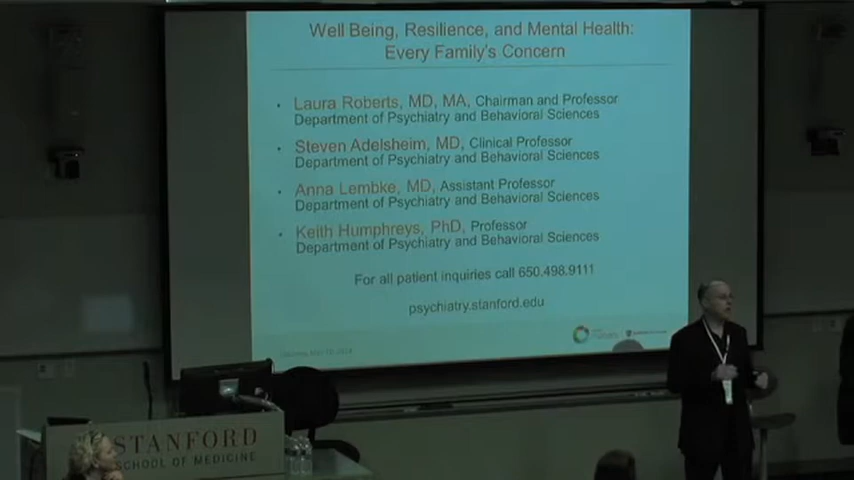 Well Being, Resilience, and Mental Health:
Every Family's Concern
• Laura Roberts, MD, MA, Chairman and Professor
Department of Psychiatry and Behavioral Sciences
• Steven Adelsheim, MD, Clinical Professor
Department of Psychiatry and Behavioral Sciences
• Anna Lembke, MD, Assistant Professor
Department of Psychiatry and Behavioral Sciences
• Keith Humphreys, PhD, Professor
Department of Psychiatry and Behavioral Sciences
For all patient inquiries call 650.498.9111
psychiatry.stanford.edu
STANFORD
SCHOOL OF MEDICINE